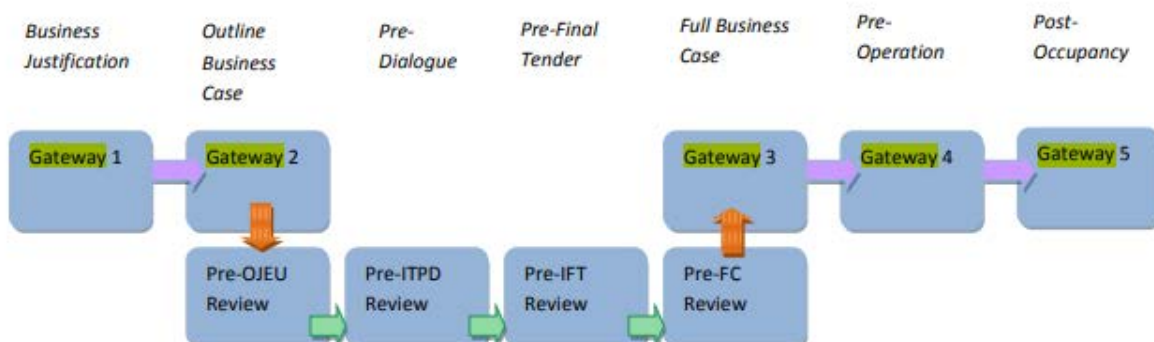 Business
Justification
Outline
Business
Case
Pre-
Dialogue
Pre-Final
Tender
Full Business
Case
Pre-
Operation
Post-
Occupancy
Gateway 1
Gateway 2
Gateway 3
Gateway 4
Gateway 5
Pre-OJEU
Review
Pre-ITPD
Review
Pre-IFT
Review
Pre-FC
Review